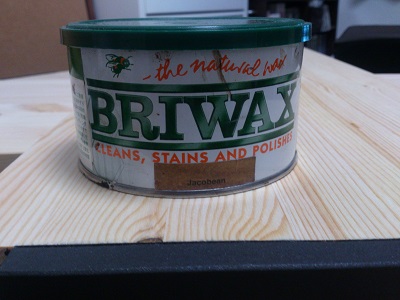 - the natural wax
BRIWAX
CLEANS, STAINS AND POLISHES
Jacobean